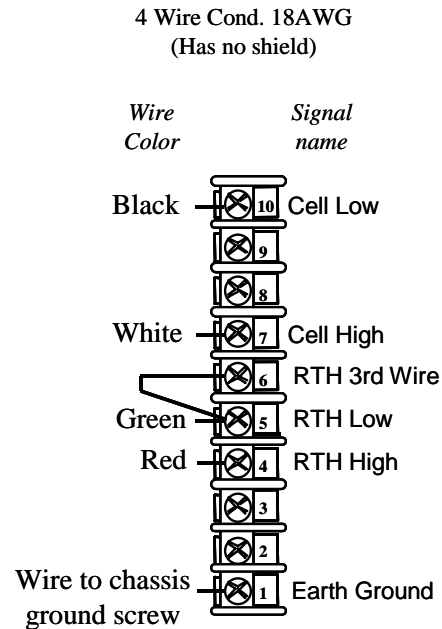 4 Wire Cond. 18AWG
(Has no shield)
Wire Color
Signal name
Black 10 Cell Low
9
8
White 7 Cell High
6 RTH 3rd Wire
Green 5 RTH Low
Red 4 RTH High
3
2
Wire to chassis ground screw 1 Earth Ground